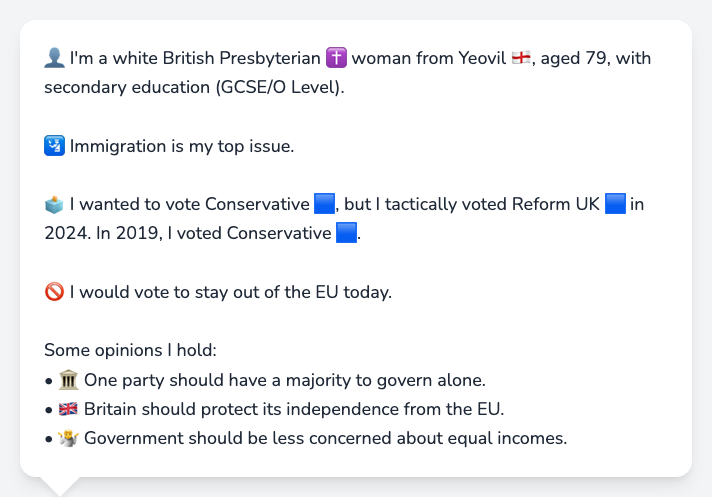 👤 I'm a white British Presbyterian ✝️ woman from Yeovil 🏴󠁧󠁢󠁥󠁮󠁧󠁿, aged 79, with
secondary education (GCSE/O Level).
🛂 Immigration is my top issue.
🗳️ I wanted to vote Conservative 🟦, but I tactically voted Reform UK 🟦 in
2024. In 2019, I voted Conservative 🟦.
🚫 I would vote to stay out of the EU today.
Some opinions I hold:
• 🏛️ One party should have a majority to govern alone.
• 🇬🇧 Britain should protect its independence from the EU.
• 🤷 Government should be less concerned about equal incomes.